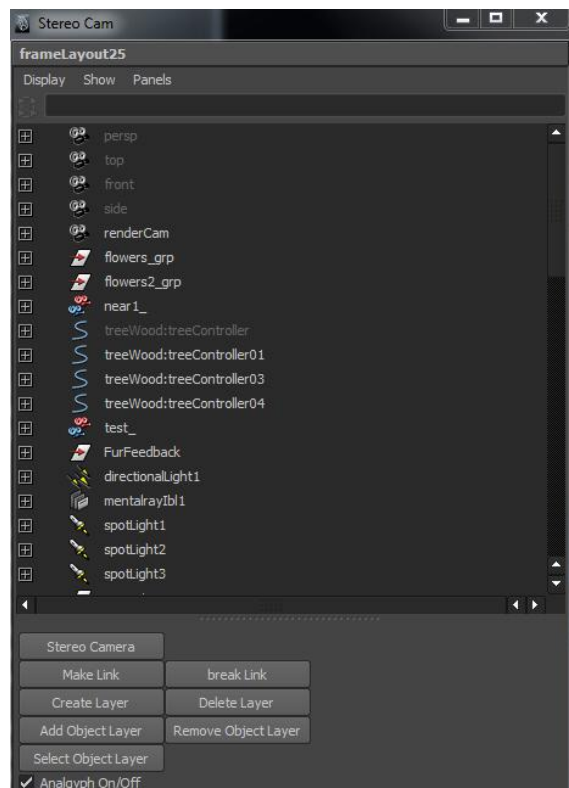 Stereo Cam
frameLayout25
Display Show Panels
persp
top
front
side
renderCam
flowers_grp
flowers2_grp
near1_
treeWood:treeController
treeWood:treeController01
treeWood:treeController03
treeWood:treeController04
test_
FurFeedback
directionalLight1
mentalrayIbl1
spotLight1
spotLight2
spotLight3
Stereo Camera
Make Link break Link
Create Layer Delete Layer
Add Object Layer Remove Object Layer
Select Object Layer
Analgyph On/Off